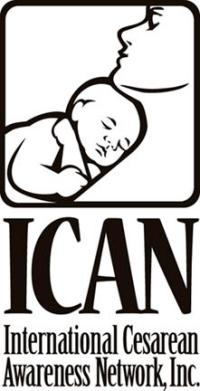 ICAN
International Cesarean
Awareness Network, Inc.